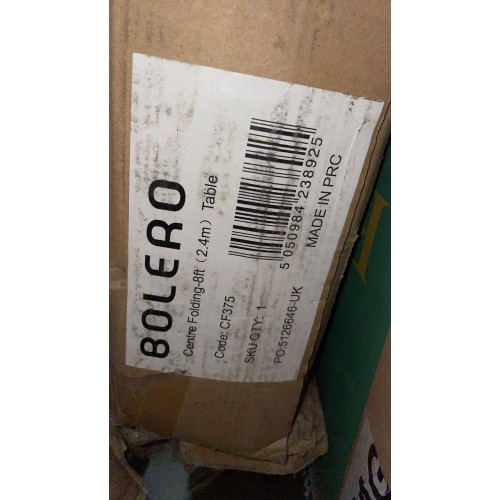 BOLERO
Centre Folding-8ft (2.4m) Table
Code: CF375
SKU QTY: 1
PO-5126646-UK
5 050984 238925
MADE IN PRC
G